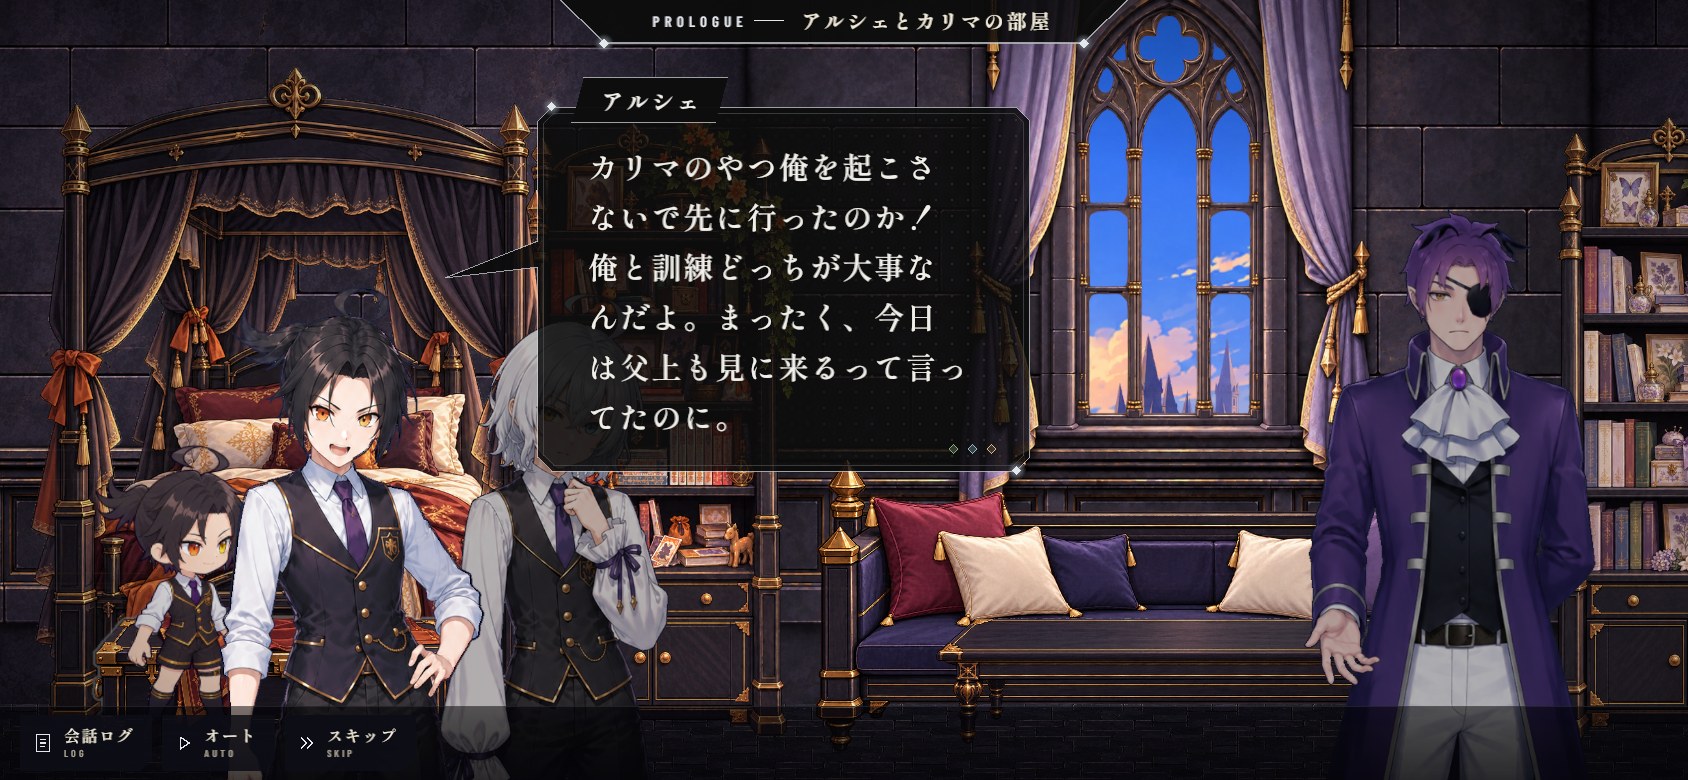 PROLOGUE アルシェとカリマの部屋
アルシェ
カリマのやつ俺を起こさ
ないで先に行ったのか！
俺と訓練どっちが大事な
んだよ。まったく、今日
は父上も見に来るって言っ
てたのに。
会話ログ
LOG
オート
AUTO
スキップ
SKIP